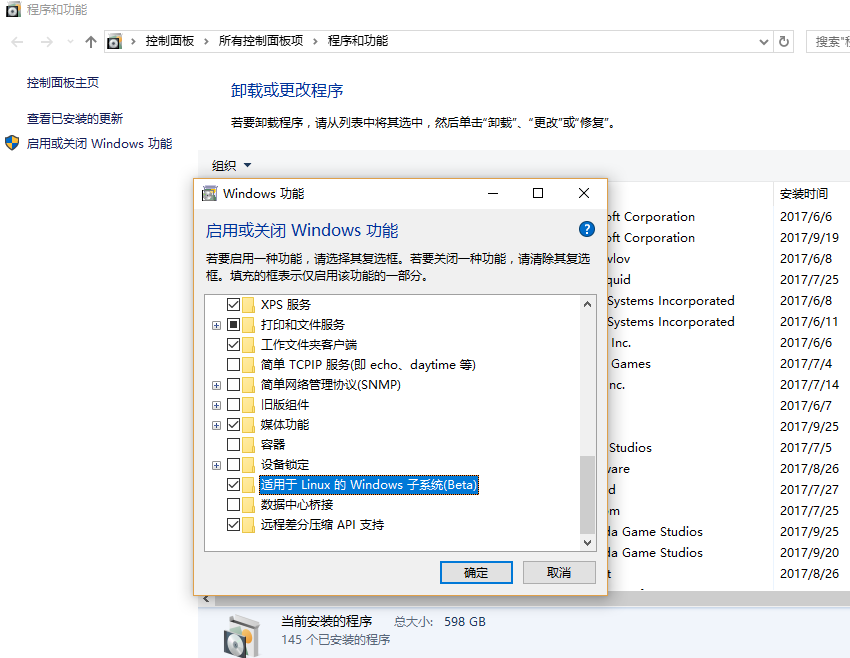 程序和功能
控制面板 › 所有控制面板项 › 程序和功能
搜索"程
控制面板主页
查看已安装的更新
启用或关闭 Windows 功能
卸载或更改程序
若要卸载程序，请从列表中将其选中，然后单击“卸载”、“更改”或“修复”。
组织
Windows 功能
启用或关闭 Windows 功能
?
若要启用一种功能，请选择其复选框。若要关闭一种功能，请清除其复选
框。填充的框表示仅启用该功能的一部分。
XPS 服务
打印和文件服务
工作文件夹客户端
简单 TCPIP 服务(即 echo、daytime 等)
简单网络管理协议(SNMP)
旧版组件
媒体功能
容器
设备锁定
适用于 Linux 的 Windows 子系统(Beta)
数据中心桥接
远程差分压缩 API 支持
确定
取消
安装时间
oft Corporation 2017/6/6
oft Corporation 2017/9/19
vlov 2017/6/8
quid 2017/7/25
Systems Incorporated 2017/6/8
Systems Incorporated 2017/6/11
Inc. 2017/6/6
Games 2017/7/4
nc. 2017/7/14
2017/6/7
2017/9/25
Studios 2017/7/5
ware 2017/8/26
d 2017/7/27
om 2017/7/25
da Game Studios 2017/9/25
da Game Studios 2017/9/20
t 2017/8/26
当前安装的程序 总大小: 598 GB
145 个已安装的程序